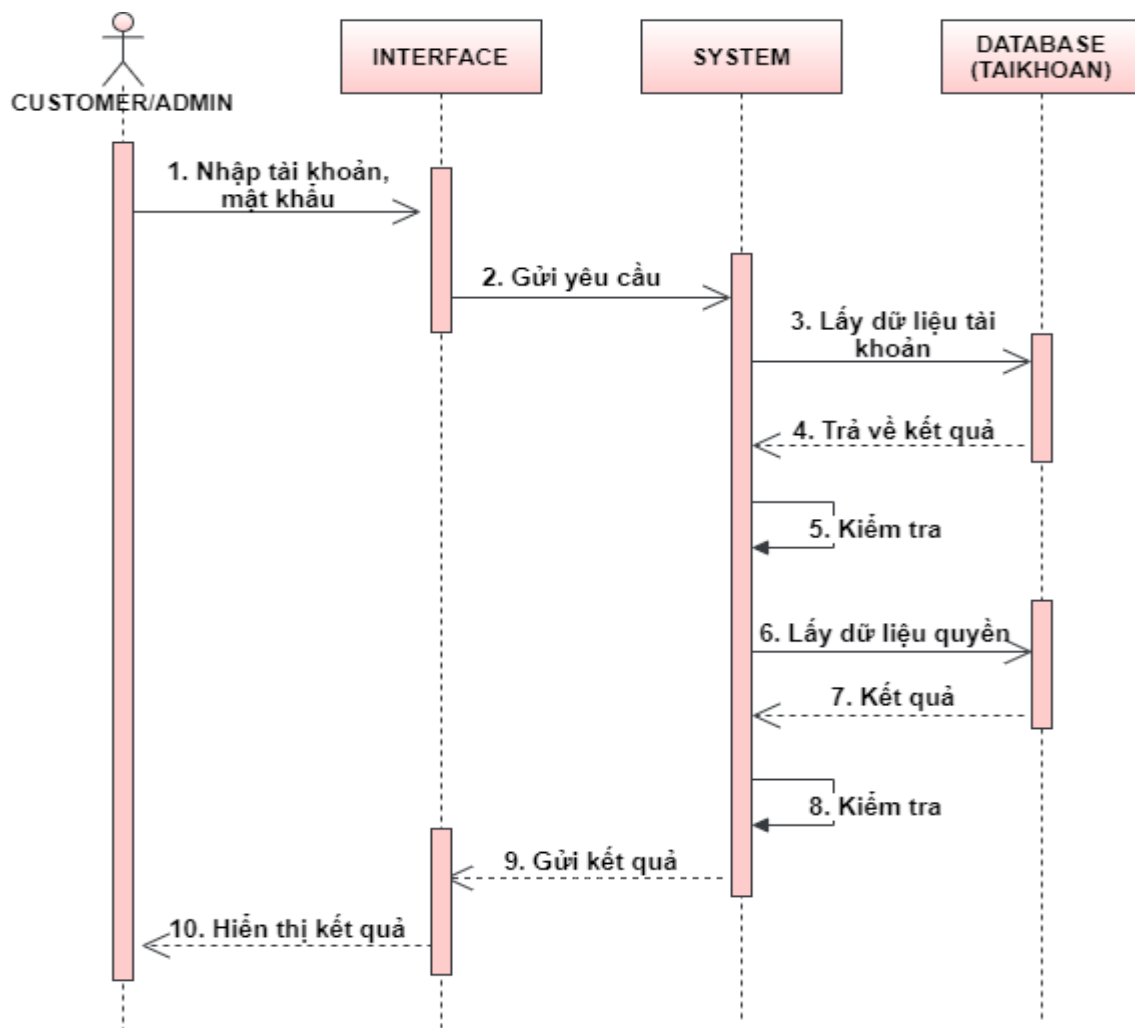 CUSTOMER/ADMIN
INTERFACE
SYSTEM
DATABASE
(TAIKHOAN)
1. Nhập tài khoản,
mật khẩu
2. Gửi yêu cầu
3. Lấy dữ liệu tài
khoản
4. Trả về kết quả
5. Kiểm tra
6. Lấy dữ liệu quyền
7. Kết quả
8. Kiểm tra
9. Gửi kết quả
10. Hiển thị kết quả